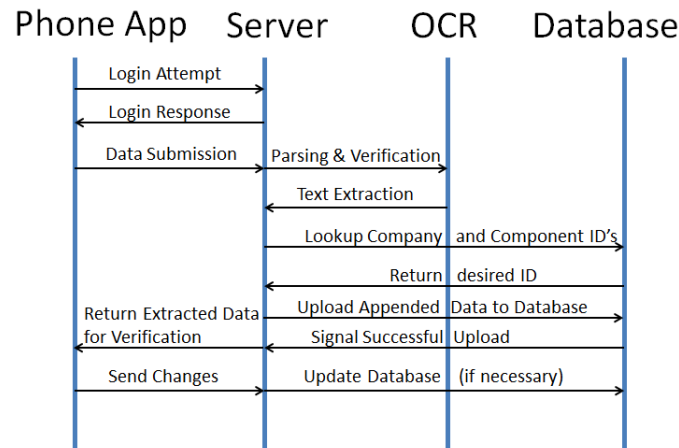 Phone App Server OCR Database
Login Attempt
Login Response
Data Submission Parsing & Verification
Text Extraction
Lookup Company and Component ID's
Return desired ID
Upload Appended Data to Database
Return Extracted Data
for Verification
Signal Successful Upload
Send Changes Update Database (if necessary)